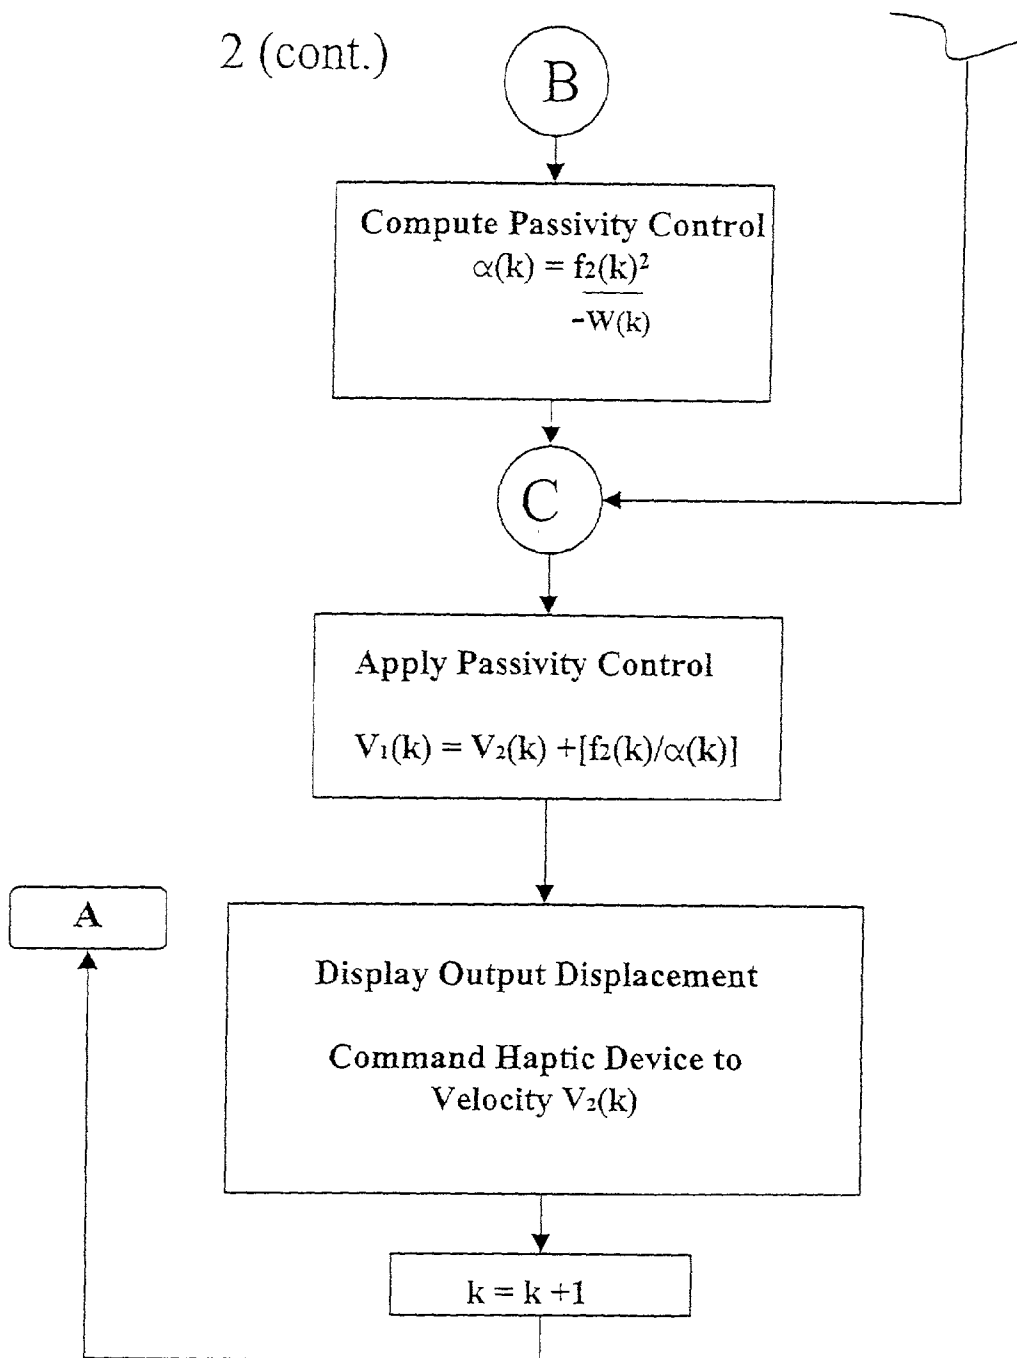 2 (cont.)
B
Compute Passivity Control
∝(k) = f₂(k)²
-W(k)
C
Apply Passivity Control
V₁(k) = V₂(k) +[f₂(k)/∝(k)]
A
Display Output Displacement
Command Haptic Device to
Velocity V₂(k)
k = k +1